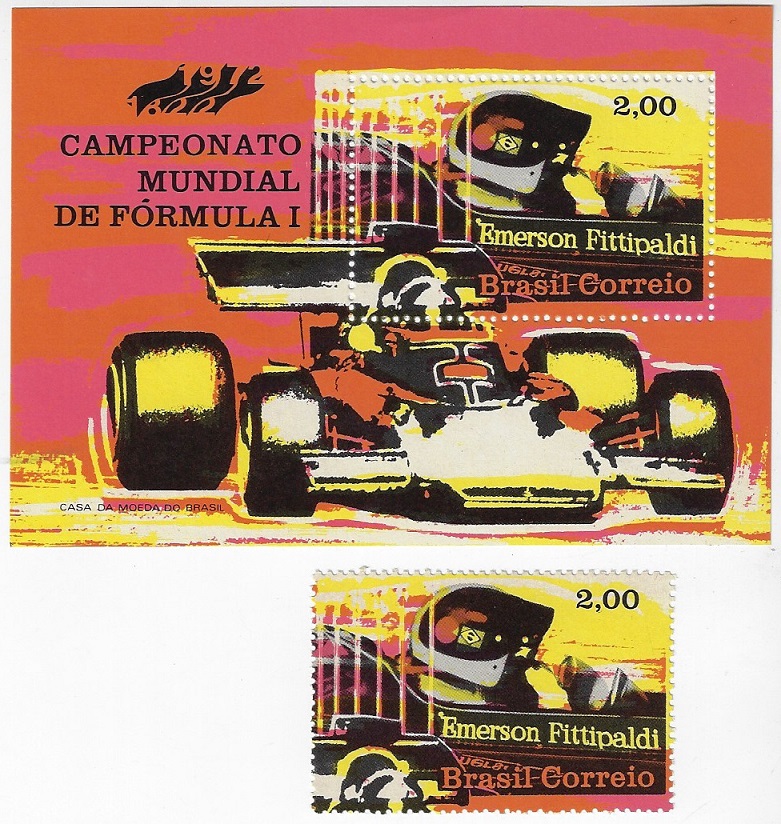 1972
1822
CAMPEONATO
MUNDIAL
DE FÓRMULA I
2,00
Emerson Fittipaldi
Brasil Correio
CASA DA MOEDA DO BRASIL
2,00
Emerson Fittipaldi
Brasil Correio